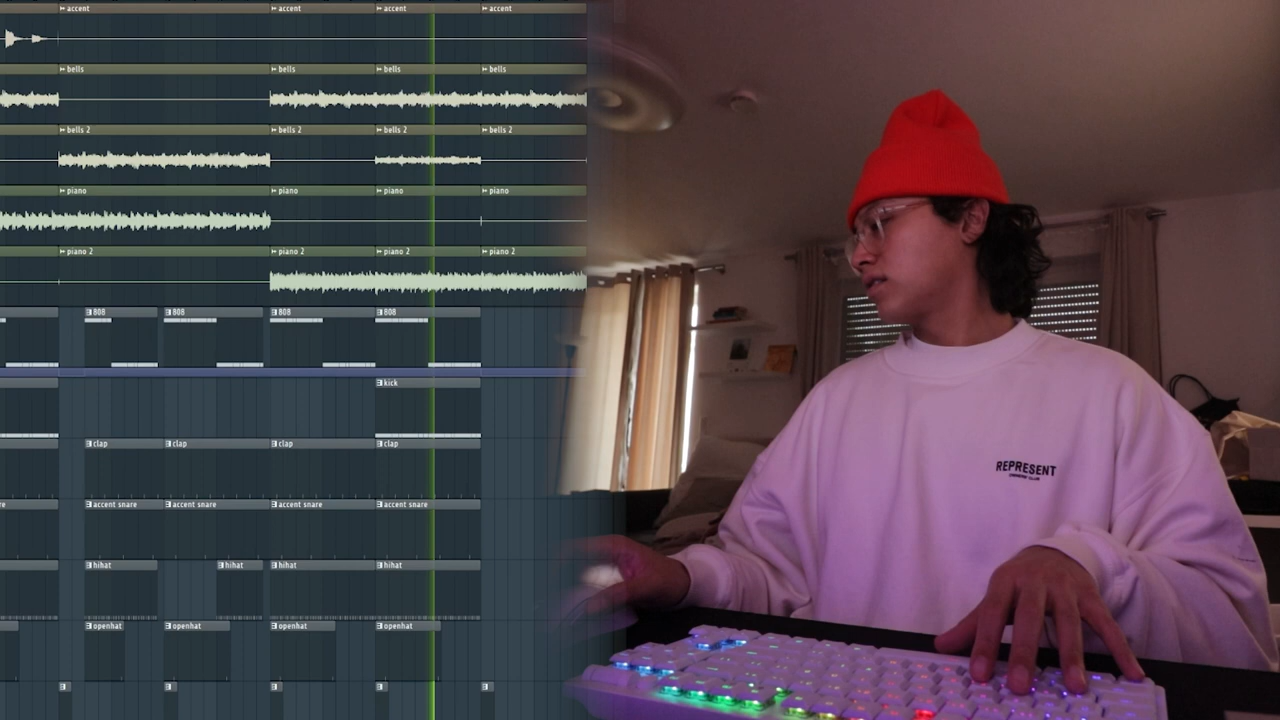 accent accent accent accent
bells bells bells bells
bells 2 bells 2 bells 2 bells 2
piano piano piano piano
piano 2 piano 2 piano 2 piano 2
808 808 808 808
kick
clap clap clap clap
REPRESENT
accent snare accent snare accent snare accent snare
hihat hihat hihat hihat
openhat openhat openhat openhat